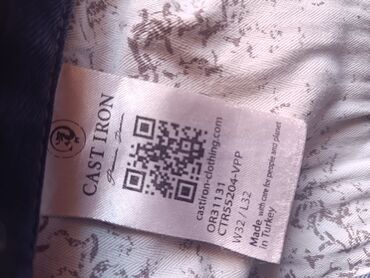 CAST IRON
castiron-clothing.com
OR31131
CTR55204-VPP
W32 / L32
Made with care for people and planet
in Turkey